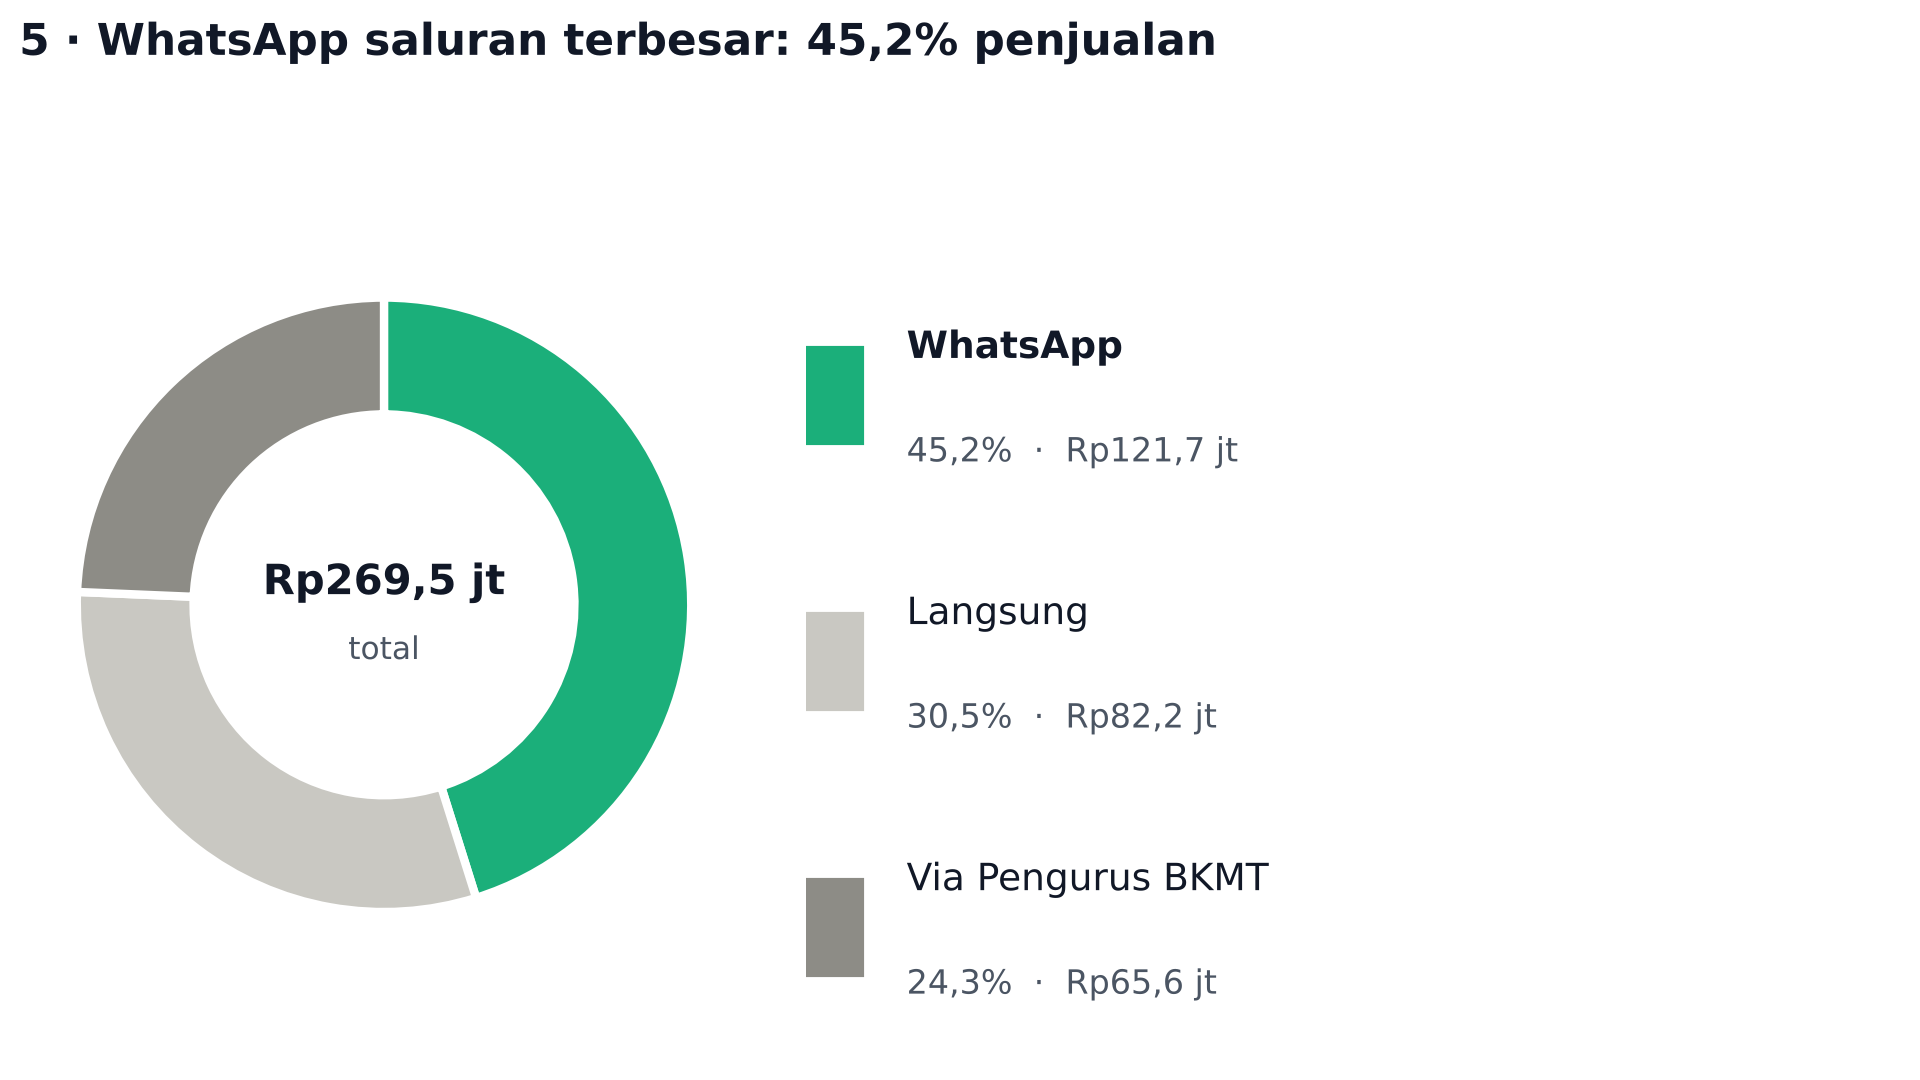 5 · WhatsApp saluran terbesar: 45,2% penjualan
Rp269,5 jt
total
WhatsApp
45,2% · Rp121,7 jt
Langsung
30,5% · Rp82,2 jt
Via Pengurus BKMT
24,3% · Rp65,6 jt